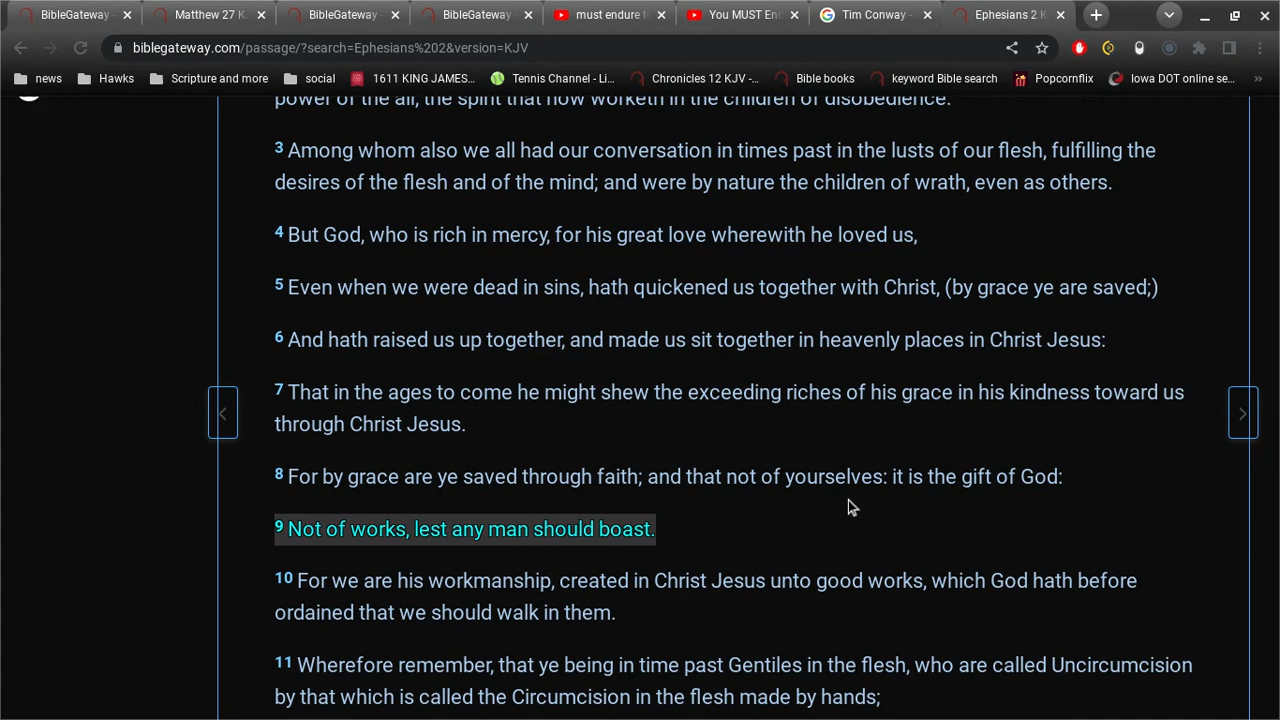 BibleGateway -
Matthew 27 K
BibleGateway -
BibleGateway -
must endure to
You MUST End
Tim Conway -
Ephesians 2 K
biblegateway.com/passage/?search=Ephesians%202&version=KJV
news
Hawks
Scripture and more
social
1611 KING JAMES...
Tennis Channel - Li...
Chronicles 12 KJV -...
Bible books
keyword Bible search
Popcornflix
Iowa DOT online se...
»
power of the air, the spirit that now worketh in the children of disobedience:
3 Among whom also we all had our conversation in times past in the lusts of our flesh, fulfilling the
desires of the flesh and of the mind; and were by nature the children of wrath, even as others.
4 But God, who is rich in mercy, for his great love wherewith he loved us,
5 Even when we were dead in sins, hath quickened us together with Christ, (by grace ye are saved;)
6 And hath raised us up together, and made us sit together in heavenly places in Christ Jesus:
7 That in the ages to come he might shew the exceeding riches of his grace in his kindness toward us
through Christ Jesus.
8 For by grace are ye saved through faith; and that not of yourselves: it is the gift of God:
9 Not of works, lest any man should boast.
10 For we are his workmanship, created in Christ Jesus unto good works, which God hath before
ordained that we should walk in them.
11 Wherefore remember, that ye being in time past Gentiles in the flesh, who are called Uncircumcision
by that which is called the Circumcision in the flesh made by hands;